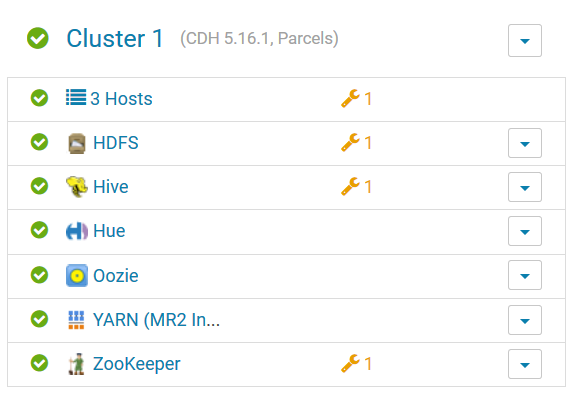 Cluster 1 (CDH 5.16.1, Parcels)
3 Hosts 1
HDFS 1
Hive 1
Hue
Oozie
YARN (MR2 In...
ZooKeeper 1